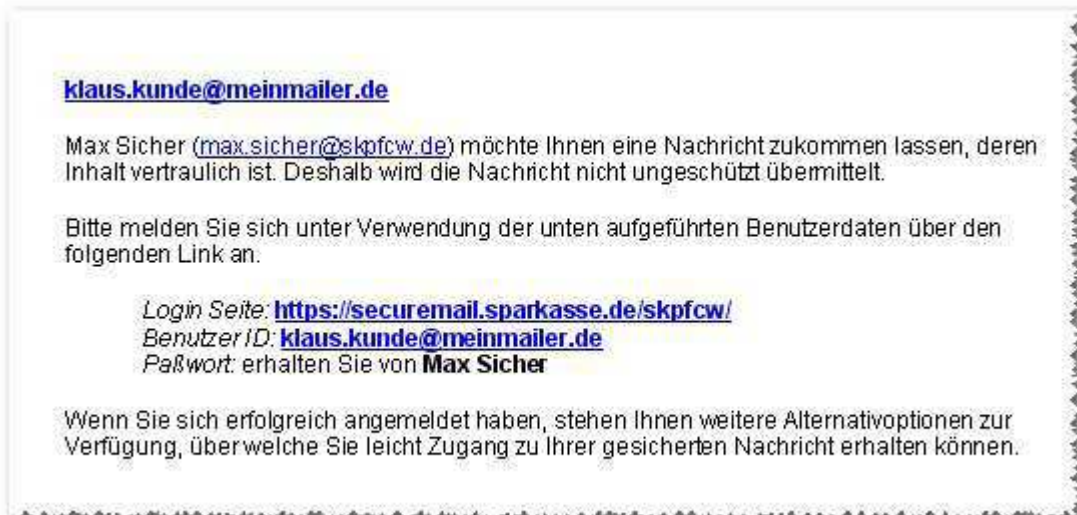 klaus.kunde@meinmailer.de
Max Sicher (max.sicher@skpfcw.de) möchte Ihnen eine Nachricht zukommen lassen, deren
Inhalt vertraulich ist. Deshalb wird die Nachricht nicht ungeschützt übermittelt.
Bitte melden Sie sich unter Verwendung der unten aufgeführten Benutzerdaten über den
folgenden Link an.
Login Seite: https://securemail.sparkasse.de/skpfcw/
Benutzer ID: klaus.kunde@meinmailer.de
Paßwort: erhalten Sie von Max Sicher
Wenn Sie sich erfolgreich angemeldet haben, stehen Ihnen weitere Alternativoptionen zur
Verfügung, über welche Sie leicht Zugang zu Ihrer gesicherten Nachricht erhalten können.